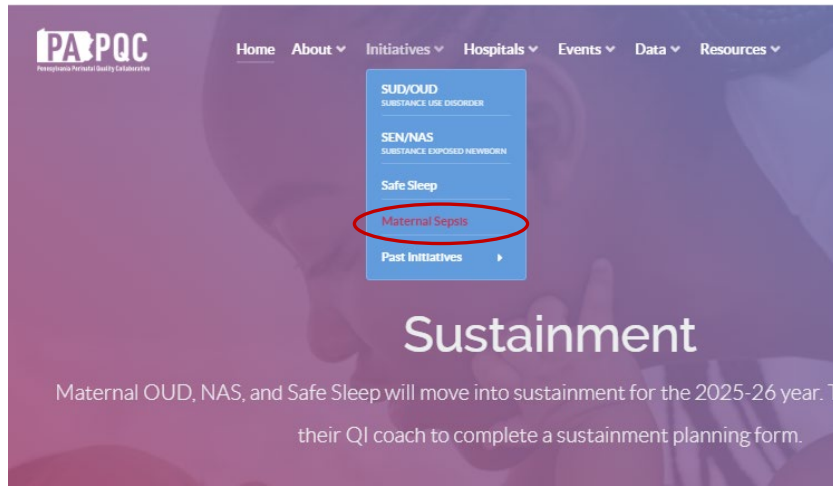 PA PQC
Pennsylvania Perinatal Quality Collaborative
Home About Initiatives Hospitals Events Data Resources
SUD/OUD
SUBSTANCE USE DISORDER
SEN/NAS
SUBSTANCE EXPOSED NEWBORN
Safe Sleep
Maternal Sepsis
Past Initiatives
Sustainment
Maternal OUD, NAS, and Safe Sleep will move into sustainment for the 2025-26 year. T
their QI coach to complete a sustainment planning form.